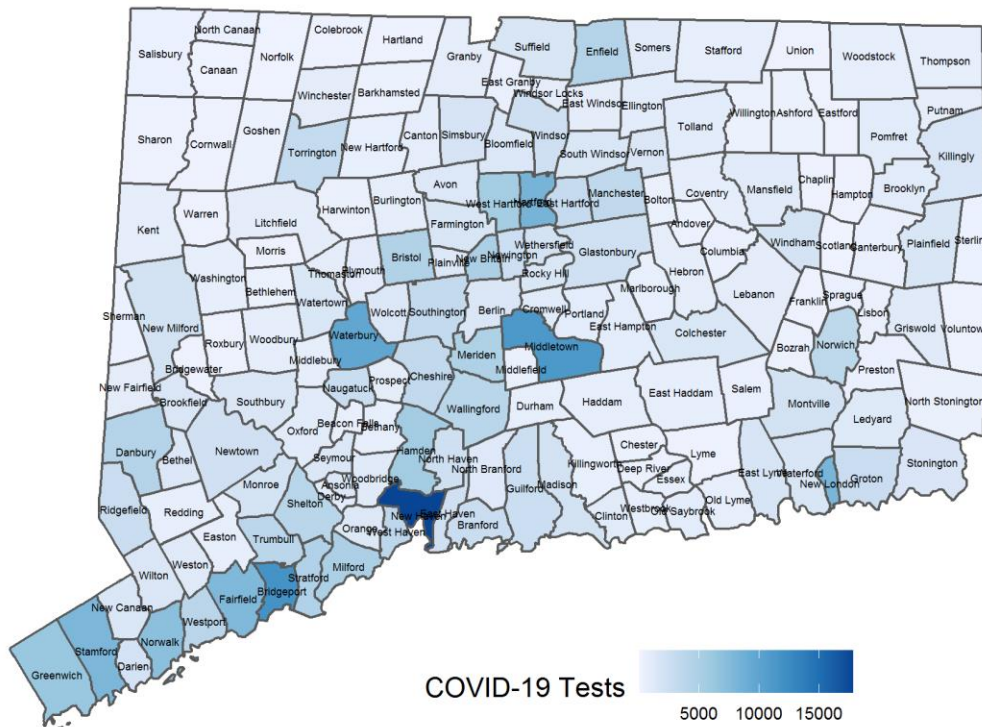 Colebrook
North Canaan
Hartland
Suffield
Enfield
Somers
Stafford
Union
Woodstock
Thompson
Salisbury
Norfolk
Granby
Canaan
East Granby
Windsor Locks
Winchester
Barkhamsted
East Windsor
Ellington
Willington
Ashford
Eastford
Putnam
Sharon
Cornwall
Goshen
Torrington
New Hartford
Canton
Simsbury
Bloomfield
Windsor
South Windsor
Vernon
Tolland
Pomfret
Killingly
Avon
West Hartford
Hartford
East Hartford
Manchester
Bolton
Coventry
Mansfield
Chaplin
Hampton
Brooklyn
Kent
Warren
Litchfield
Harwinton
Burlington
Farmington
Andover
Morris
Bristol
Plainville
New Britain
Newington
Wethersfield
Glastonbury
Columbia
Windham
Scotland
Canterbury
Plainfield
Sterling
Washington
Bethlehem
Thomaston
Plymouth
Rocky Hill
Hebron
Marlborough
Lebanon
Franklin
Sprague
Lisbon
Sherman
New Milford
Watertown
Wolcott
Southington
Berlin
Cromwell
Portland
East Hampton
Colchester
Griswold
Voluntown
Roxbury
Woodbury
Waterbury
Middletown
Bozrah
Norwich
Preston
Bridgewater
Middlebury
Middlefield
Meriden
New Fairfield
Brookfield
Southbury
Naugatuck
Prospect
Cheshire
Wallingford
Durham
Haddam
East Haddam
Salem
Montville
Ledyard
North Stonington
Oxford
Beacon Falls
Bethany
Danbury
Bethel
Newtown
Seymour
Hamden
North Haven
North Branford
Killingworth
Chester
Deep River
Essex
Lyme
East Lyme
Waterford
New London
Groton
Stonington
Monroe
Ansonia
Woodbridge
Derby
Shelton
Guilford
Madison
Clinton
Westbrook
Old Saybrook
Old Lyme
Ridgefield
Redding
Easton
Trumbull
Orange
New Haven
East Haven
West Haven
Branford
Weston
Wilton
Stratford
Milford
New Canaan
Fairfield
Bridgeport
Westport
Norwalk
Stamford
Darien
Greenwich
COVID-19 Tests
5000 10000 15000